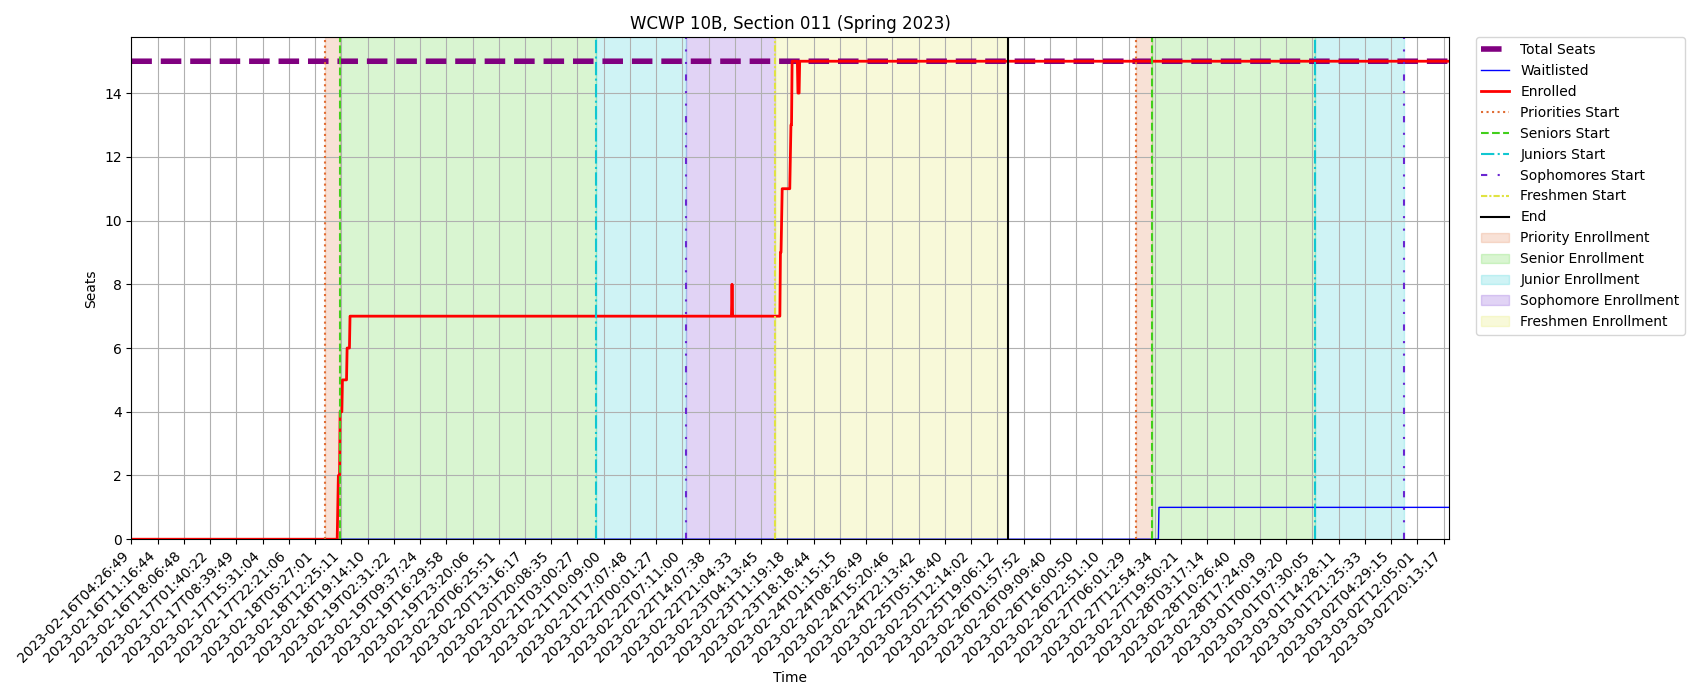 WCWP 10B, Section 011 (Spring 2023)
Seats
14
12
10
8
6
4
2
0
2023-02-16T04:26:49
2023-02-16T11:16:44
2023-02-16T18:06:48
2023-02-17T01:40:22
2023-02-17T08:39:49
2023-02-17T15:31:04
2023-02-17T22:21:06
2023-02-18T05:27:01
2023-02-18T12:25:11
2023-02-18T19:14:10
2023-02-19T02:31:22
2023-02-19T09:37:24
2023-02-19T16:29:58
2023-02-19T23:20:06
2023-02-20T06:25:51
2023-02-20T13:16:17
2023-02-20T20:08:35
2023-02-21T03:00:27
2023-02-21T10:09:00
2023-02-21T17:07:48
2023-02-22T00:01:27
2023-02-22T07:11:00
2023-02-22T14:07:38
2023-02-22T21:04:33
2023-02-23T04:13:45
2023-02-23T11:19:18
2023-02-23T18:18:44
2023-02-24T01:15:15
2023-02-24T08:26:49
2023-02-24T15:20:46
2023-02-24T22:13:42
2023-02-25T05:18:40
2023-02-25T12:14:02
2023-02-25T19:06:12
2023-02-26T01:57:52
2023-02-26T09:09:40
2023-02-26T16:00:50
2023-02-26T22:51:10
2023-02-27T06:01:29
2023-02-27T12:54:34
2023-02-27T19:50:21
2023-02-28T03:17:14
2023-02-28T10:26:40
2023-02-28T17:24:09
2023-03-01T00:19:20
2023-03-01T07:30:05
2023-03-01T14:28:11
2023-03-01T21:25:33
2023-03-02T04:29:15
2023-03-02T12:05:01
2023-03-02T20:13:17
Time
Total Seats
Waitlisted
Enrolled
Priorities Start
Seniors Start
Juniors Start
Sophomores Start
Freshmen Start
End
Priority Enrollment
Senior Enrollment
Junior Enrollment
Sophomore Enrollment
Freshmen Enrollment